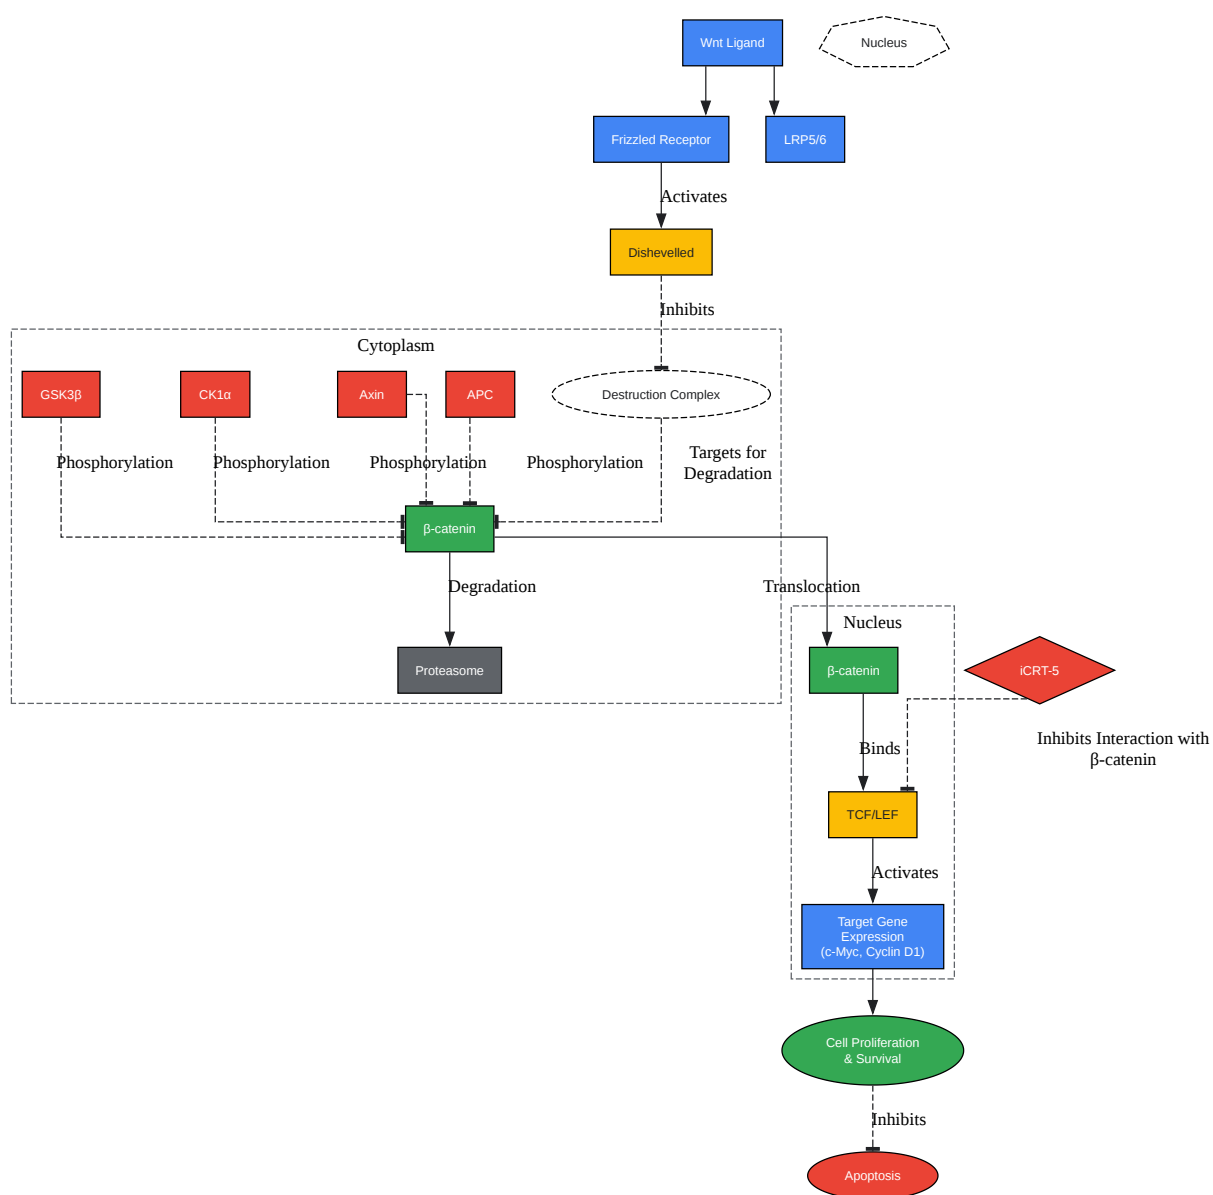 Wnt Ligand
Nucleus
Frizzled Receptor
LRP5/6
Activates
Dishevelled
Inhibits
Cytoplasm
GSK3β
CK1α
Axin
APC
Destruction Complex
Phosphorylation
Phosphorylation
Phosphorylation
Phosphorylation
Targets for
Degradation
β-catenin
Degradation
Translocation
Nucleus
Proteasome
β-catenin
iCRT-5
Binds
Inhibits Interaction with
β-catenin
TCF/LEF
Activates
Target Gene
Expression
(c-Myc, Cyclin D1)
Cell Proliferation
& Survival
Inhibits
Apoptosis